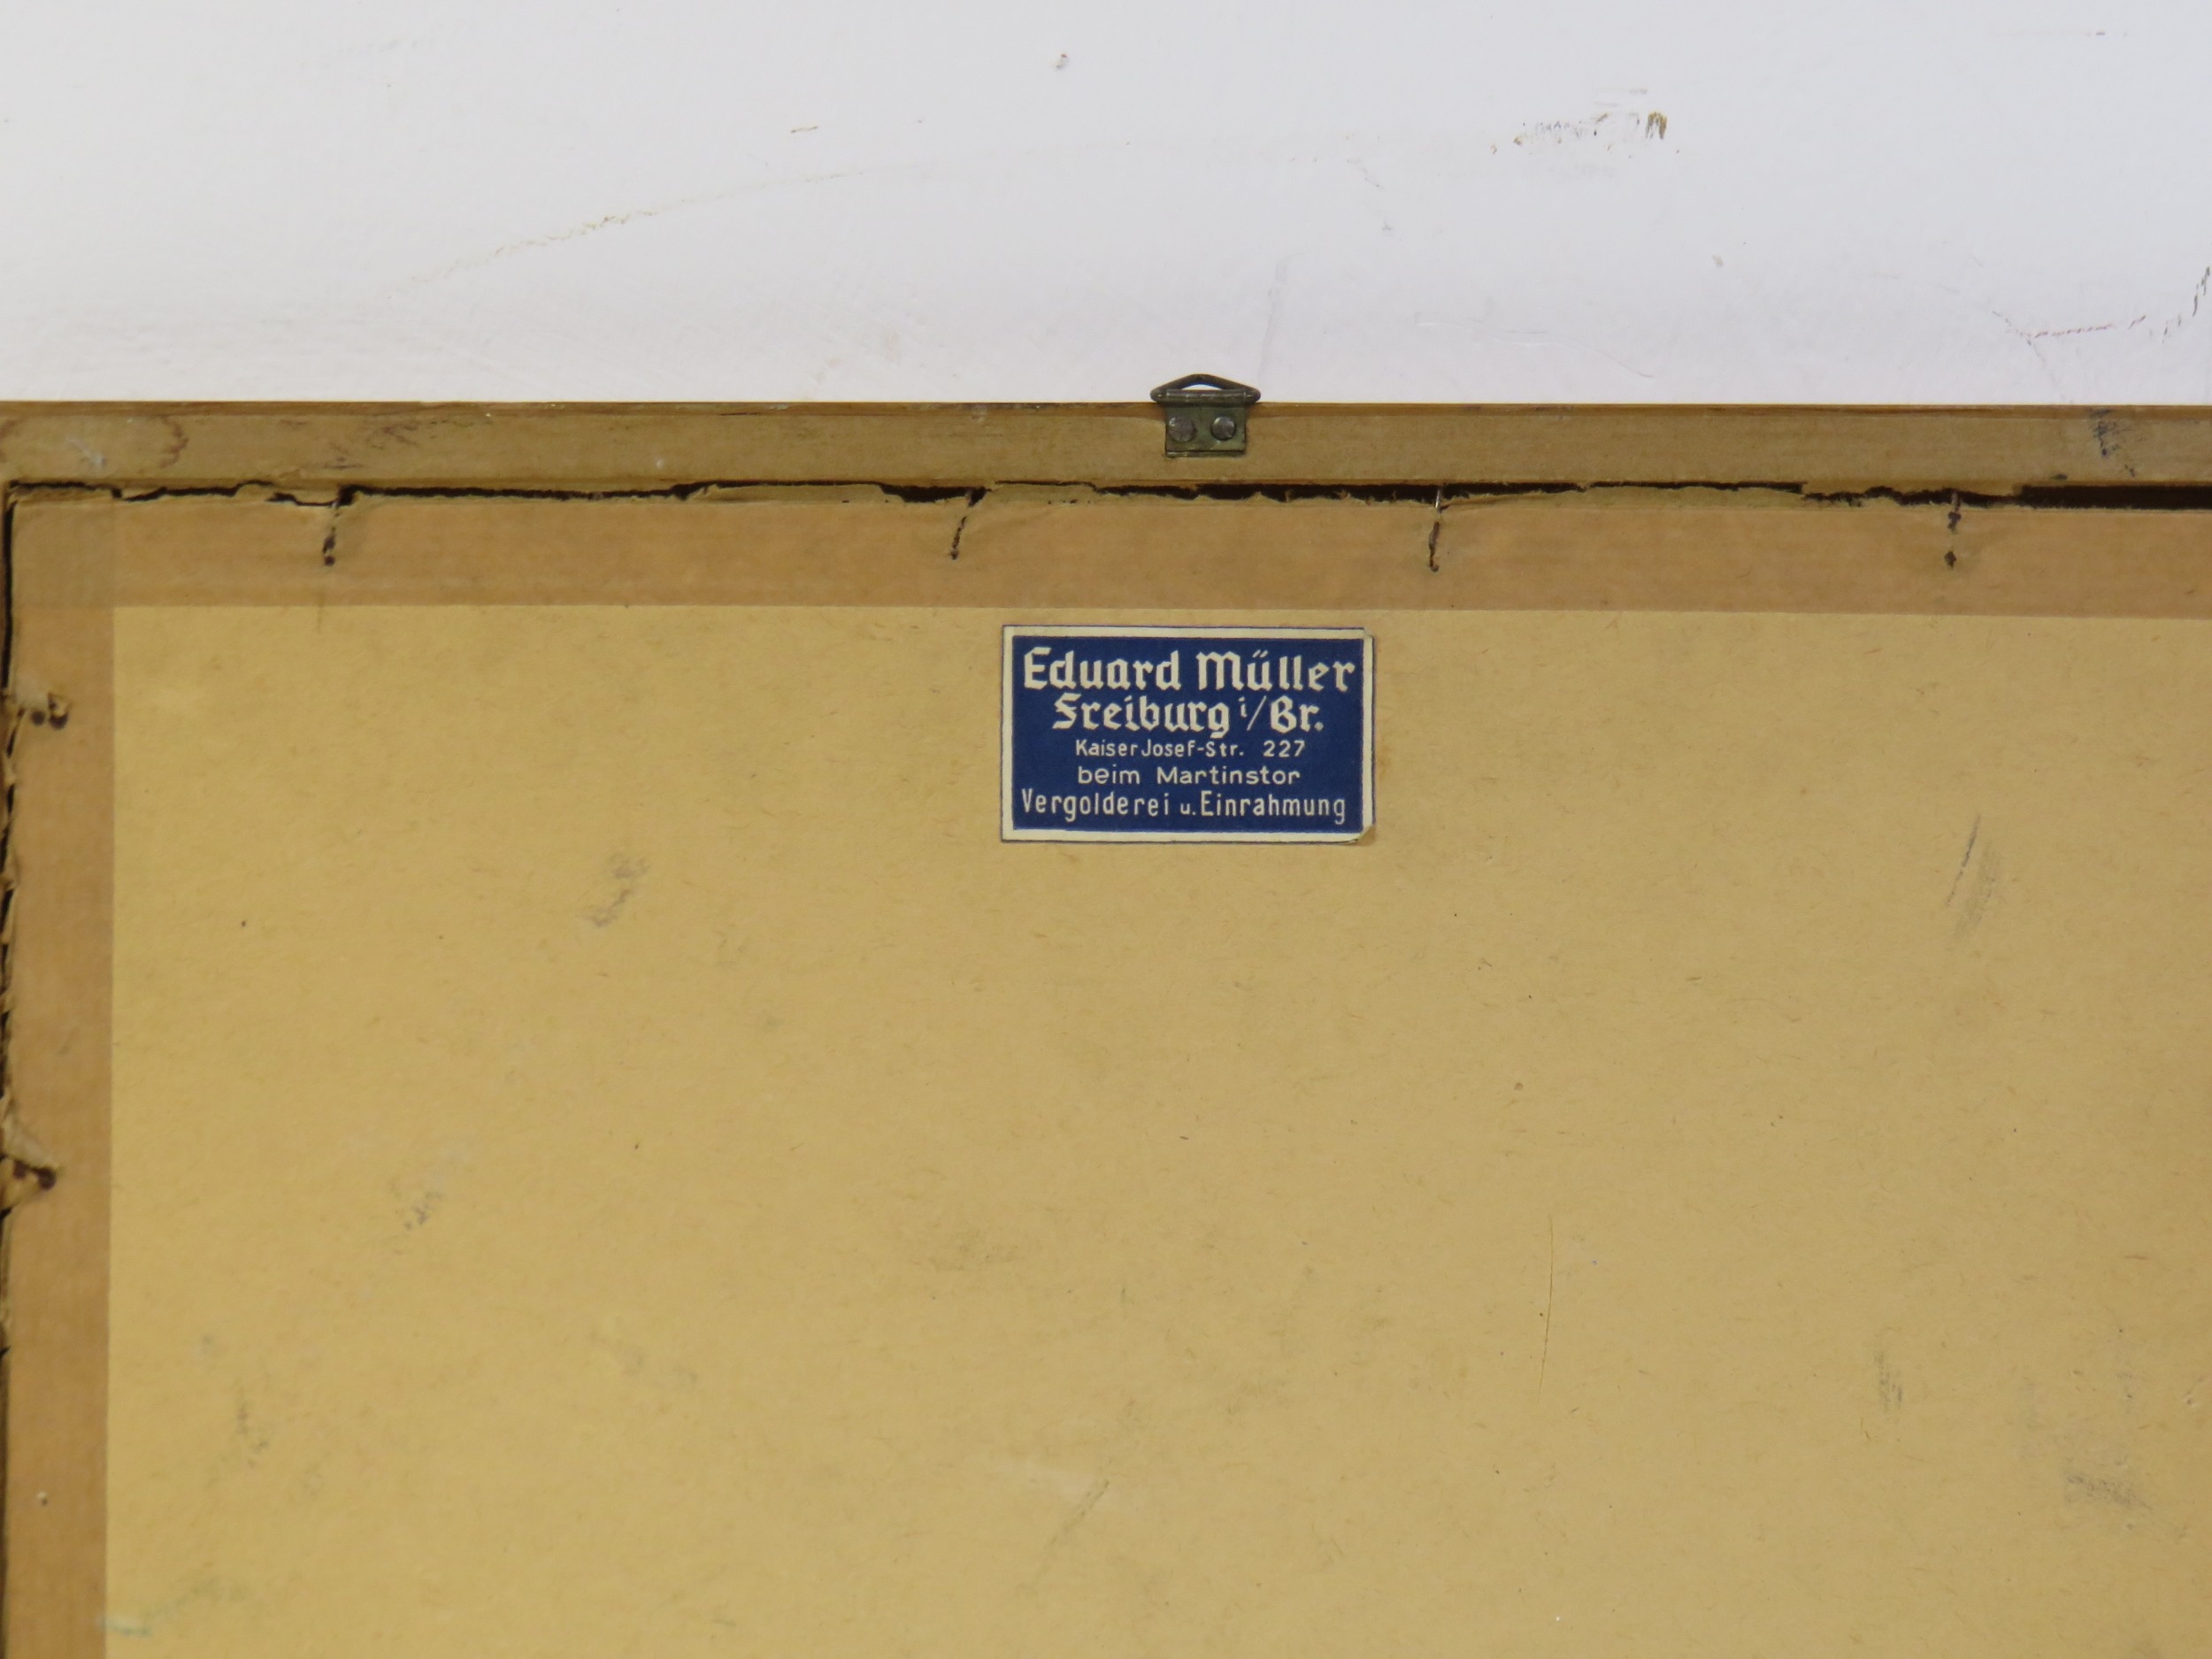 Eduard Müller
Freiburg i/Br.
Kaiser Josef-Str. 227
beim Martinstor
Vergolderei u. Einrahmung